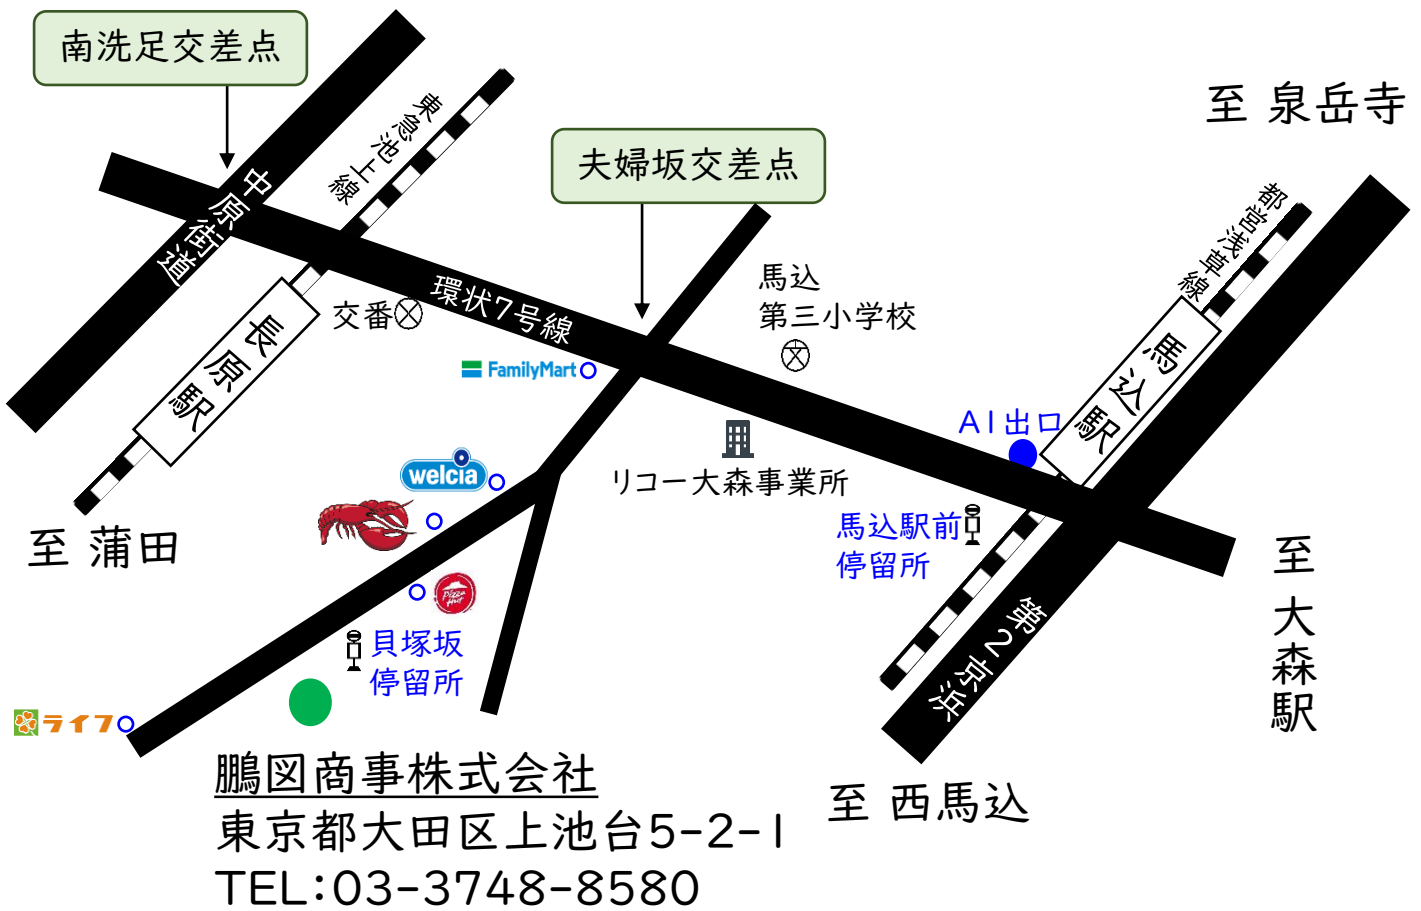 南洗足交差点
東急池上線
中原街道
長原駅
至 蒲田
夫婦坂交差点
環状7号線
交番
FamilyMart
馬込
第三小学校
文
至 泉岳寺
都営浅草線
馬込駅
A1出口
リコー大森事業所
馬込駅前
停留所
welcia
Pizza
Hut
貝塚坂
停留所
ライフ
第2京浜
至 大森駅
至 西馬込
鵬図商事株式会社
東京都大田区上池台5-2-1
TEL:03-3748-8580